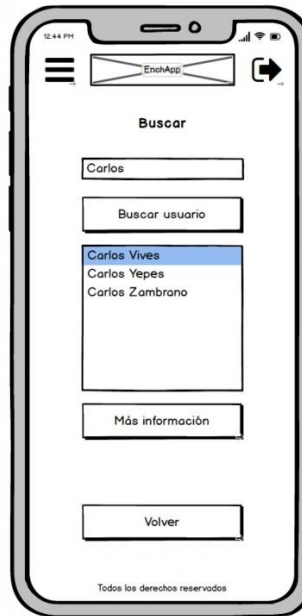 12:44 PM
EnchApp
Buscar
Carlos
Buscar usuario
Carlos Vives
Carlos Yepes
Carlos Zambrano
Más información
Volver
Todos los derechos reservados